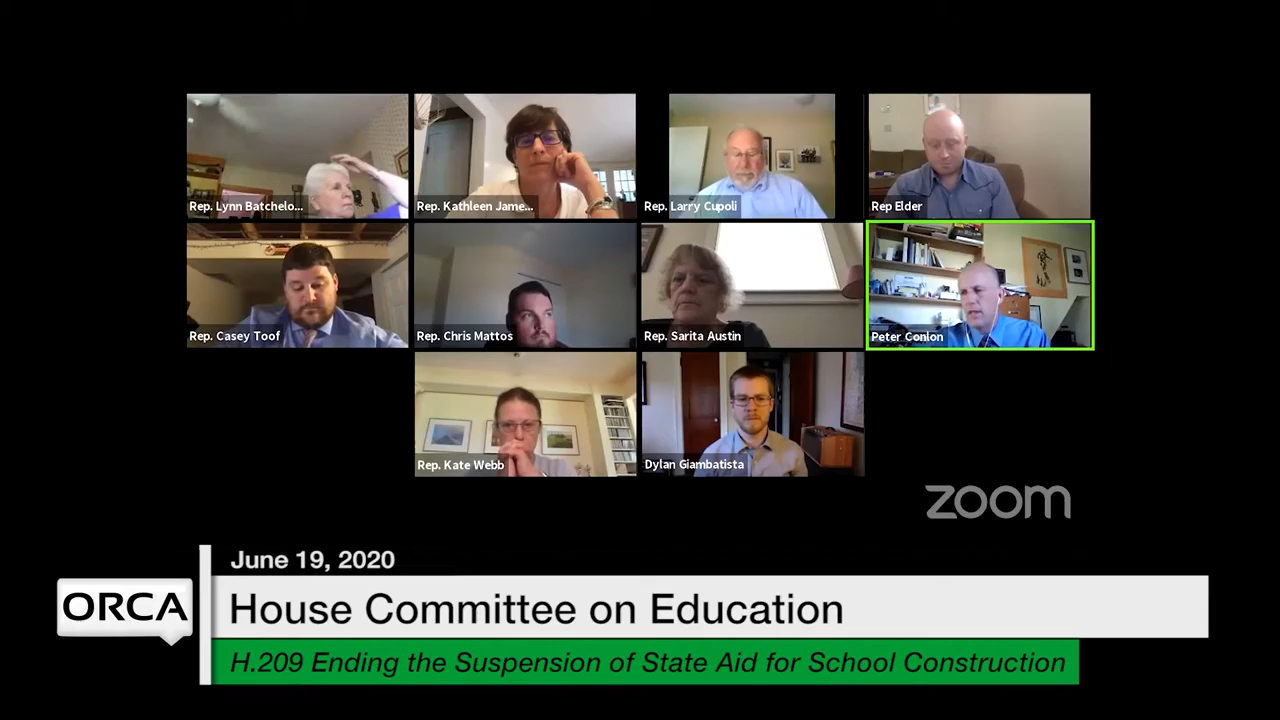 Rep. Lynn Batchelo...
Rep. Kathleen Jame...
Rep. Larry Cupoli
Rep Elder
Rep. Casey Toof
Rep. Chris Mattos
Rep. Sarita Austin
Peter Conlon
Rep. Kate Webb
Dylan Giambatista
zoom
June 19, 2020
ORCA
House Committee on Education
H.209 Ending the Suspension of State Aid for School Construction